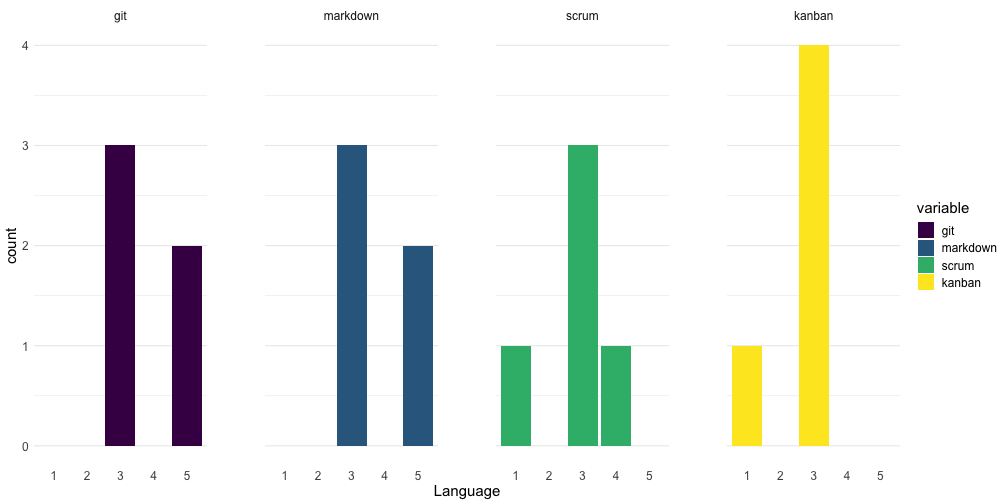 git markdown scrum kanban
4
3
2
1
0
count
1 2 3 4 5 1 2 3 4 5 1 2 3 4 5 1 2 3 4 5
Language
variable
git
markdown
scrum
kanban